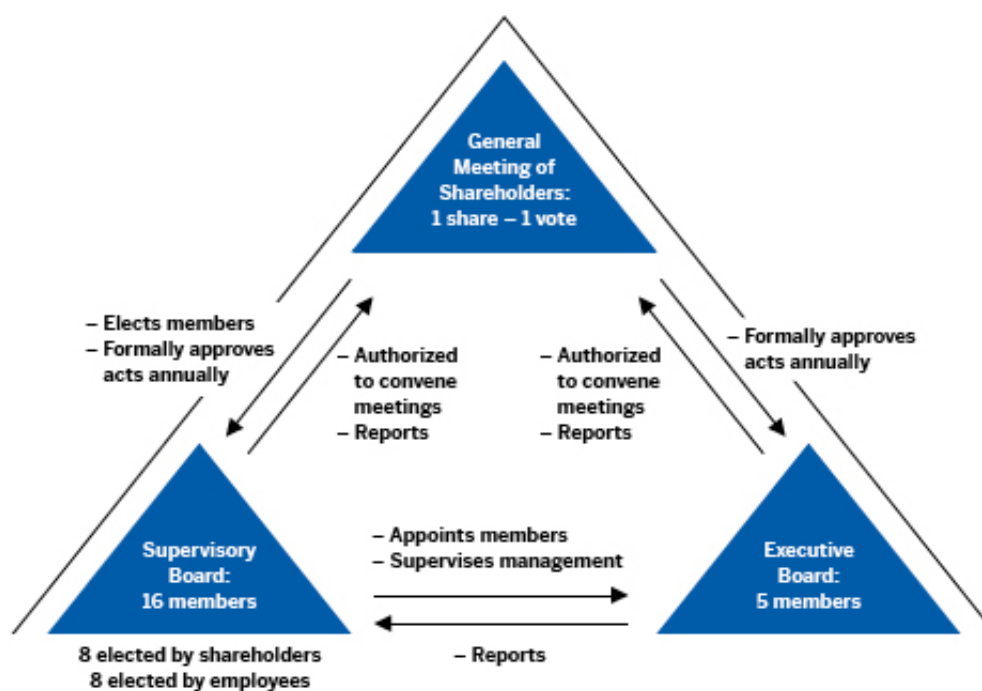 General
Meeting of
Shareholders:
1 share – 1 vote
– Elects members
– Formally approves
acts annually
– Authorized
to convene
meetings
– Reports
– Authorized
to convene
meetings
– Reports
– Formally approves
acts annually
Supervisory
Board:
16 members
– Appoints members
– Supervises management
Executive
Board:
5 members
8 elected by shareholders
8 elected by employees
– Reports